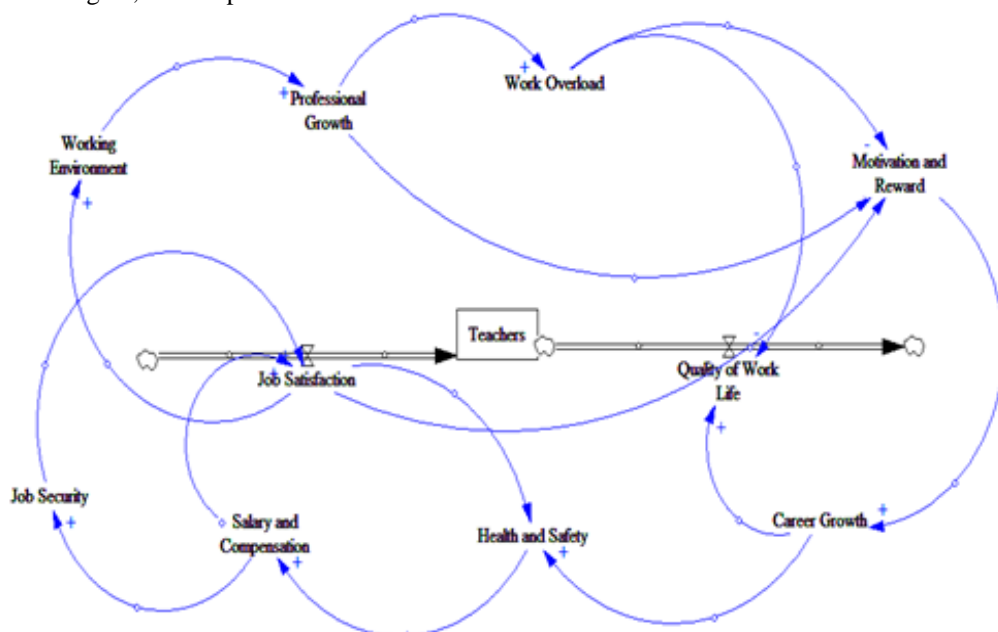 Work Overload
Professional
Growth
Working
Environment
Motivation and
Reward
Teachers
Quality of Work
Life
Job Satisfaction
Job Security
Salary and
Compensation
Health and Safety
Career Growth
+
+
+
-
+
-
+
+
+
+
+